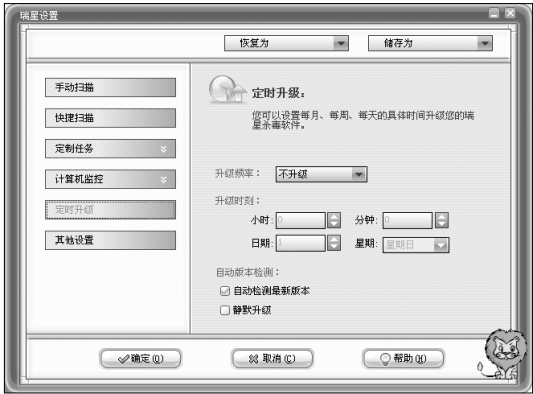 瑞星设置
恢复为 储存为
手动扫描
快捷扫描
定制任务
计算机监控
定时升级
其他设置
定时升级：
您可以设置每月、每周、每天的具体时间升级您的瑞
星杀毒软件。
升级频率： 不升级
升级时刻：
小时: 0 分钟: 0
日期: 1 星期: 星期日
自动版本检测：
自动检测最新版本
静默升级
确定(O) 取消(C) 帮助(H)